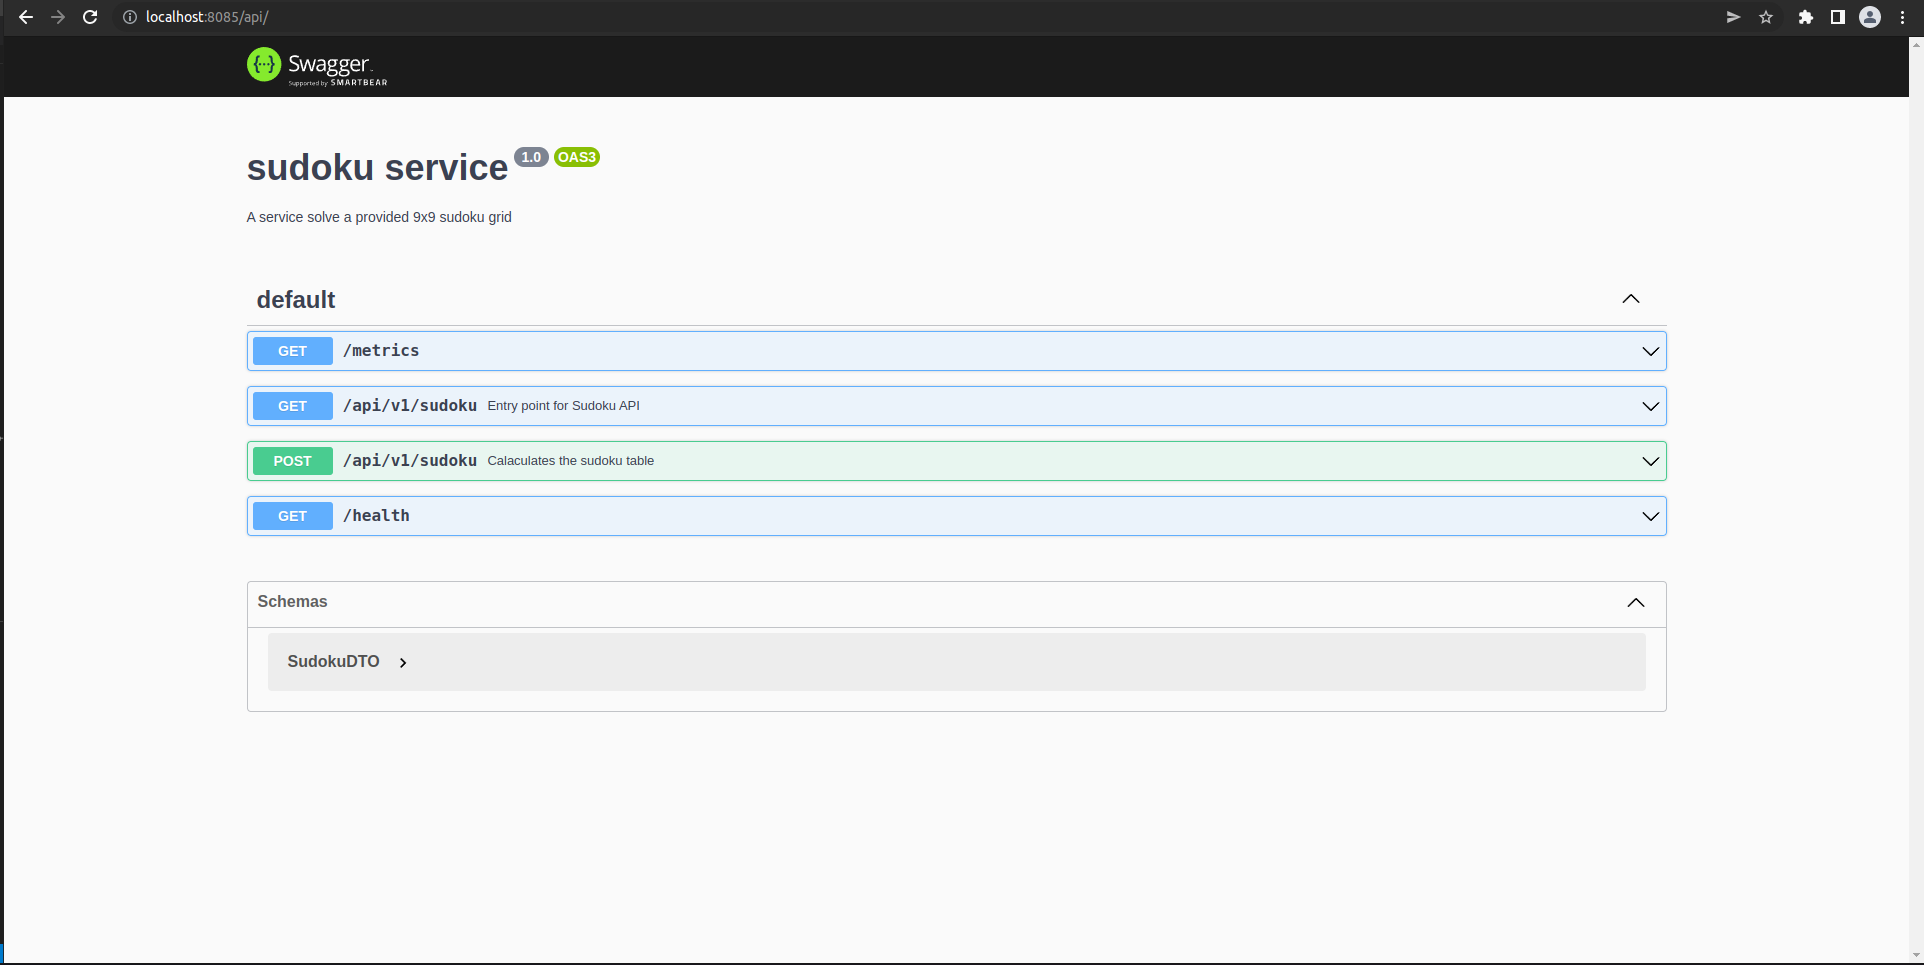 localhost:8085/api/
{···} Swagger
Supported by SMARTBEAR
sudoku service 1.0 OAS3
A service solve a provided 9x9 sudoku grid
default
GET /metrics
GET /api/v1/sudoku Entry point for Sudoku API
POST /api/v1/sudoku Calaculates the sudoku table
GET /health
Schemas
SudokuDTO